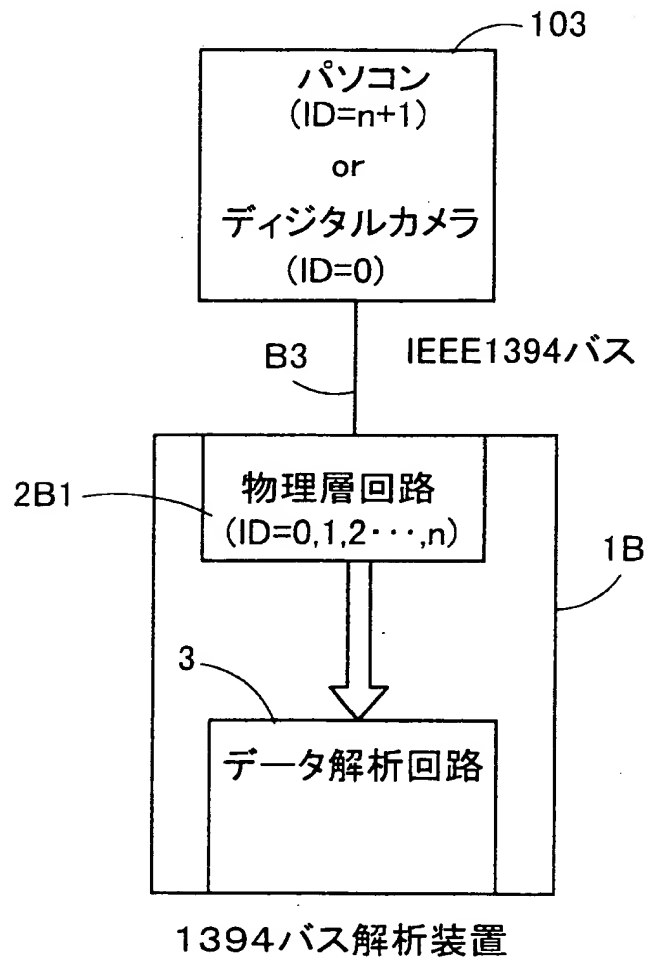 103
パソコン
(ID=n+1)
or
ディジタルカメラ
(ID=0)
B3
IEEE1394バス
2B1
物理層回路
(ID=0,1,2・・・,n)
1B
3
データ解析回路
1394バス解析装置